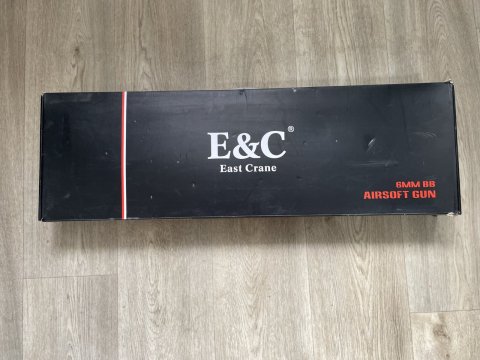 E&C®
East Crane
6MM BB
AIRSOFT GUN